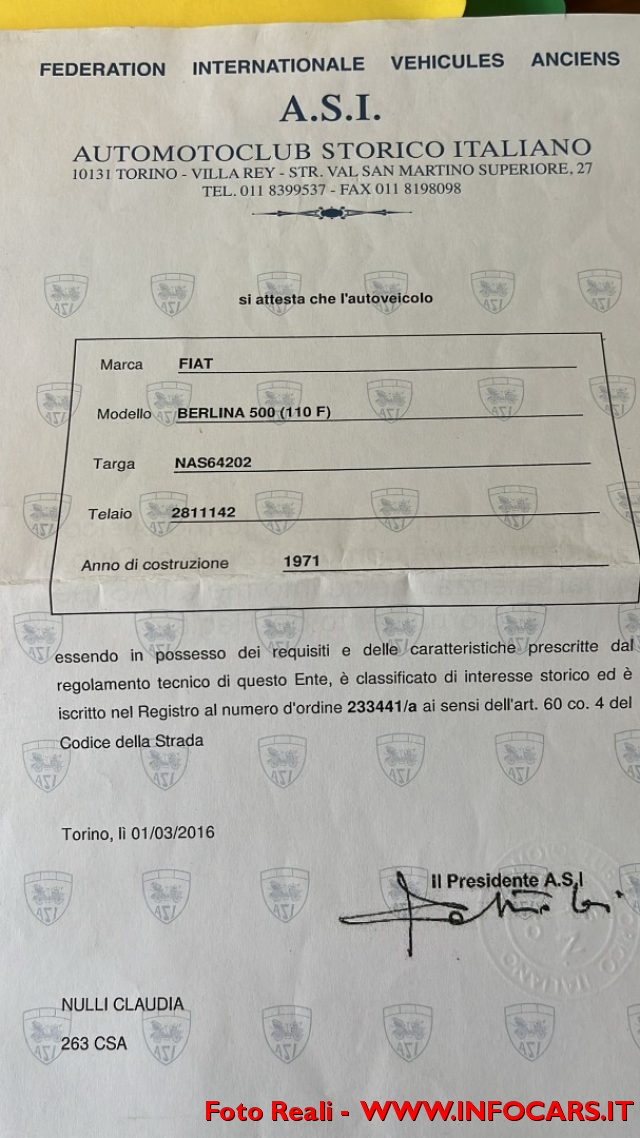 FEDERATION INTERNATIONALE VEHICULES ANCIENS
A.S.I.
AUTOMOTOCLUB STORICO ITALIANO
10131 TORINO - VILLA REY - STR. VAL SAN MARTINO SUPERIORE, 27
TEL. 011 8399537 - FAX 011 8198098
si attesta che l'autoveicolo
Marca FIAT
Modello BERLINA 500 (110 F)
Targa NAS64202
Telaio 2811142
Anno di costruzione 1971
essendo in possesso dei requisiti e delle caratteristiche prescritte dal
regolamento tecnico di questo Ente, è classificato di interesse storico ed è
iscritto nel Registro al numero d'ordine 233441/a ai sensi dell'art. 60 co. 4 del
Codice della Strada
Torino, lì 01/03/2016
Il Presidente A.S.I
NULLI CLAUDIA
263 CSA
Foto Reali - WWW.INFOCARS.IT